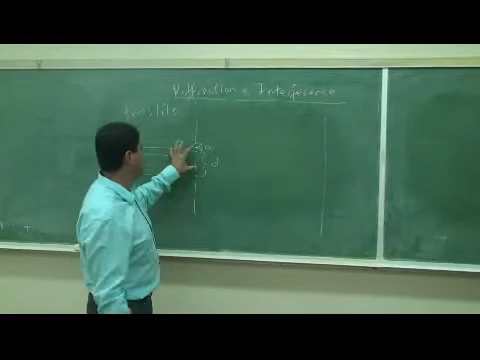 Diffraction & Interference
two slits
a
d